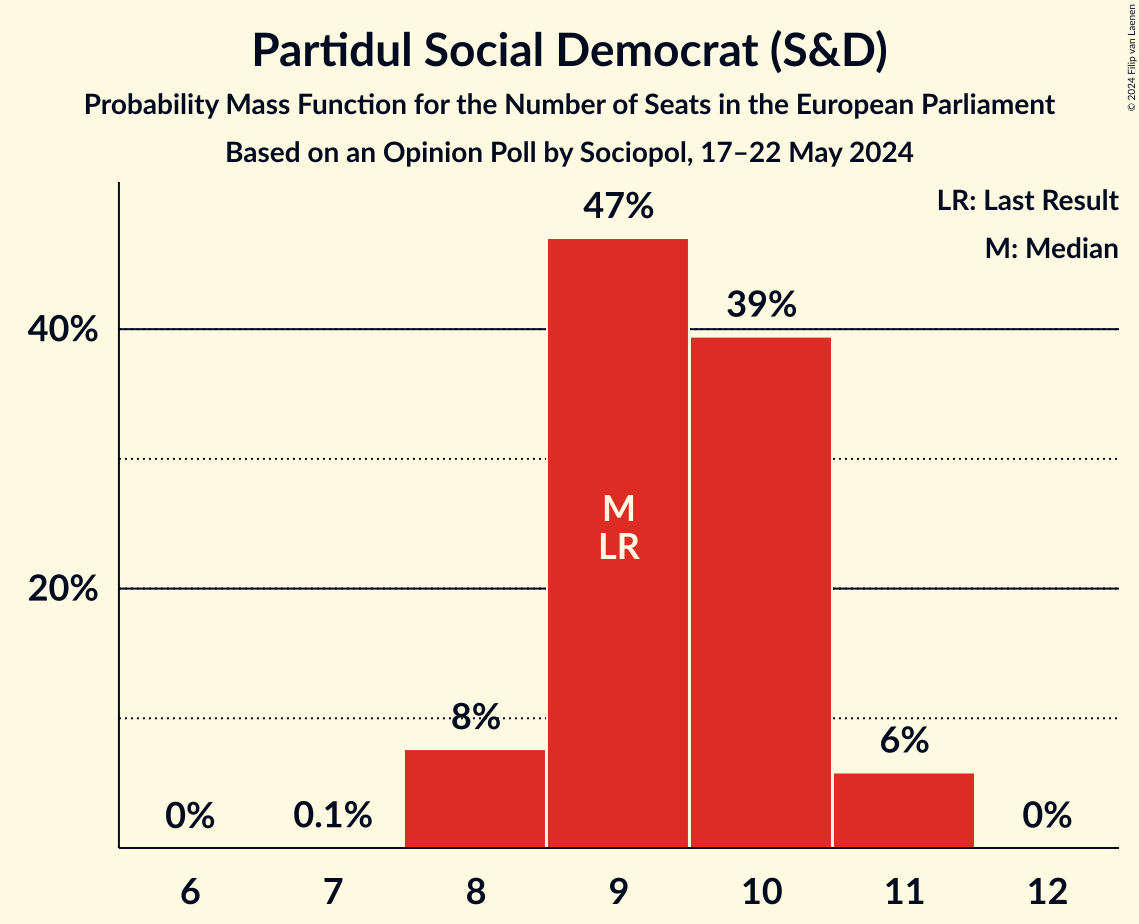 Partidul Social Democrat (S&D)
Probability Mass Function for the Number of Seats in the European Parliament
Based on an Opinion Poll by Sociopol, 17–22 May 2024
© 2024 Filip van Laenen
LR: Last Result
M: Median
40%
20%
0%
0.1%
8%
47%
39%
6%
0%
M
LR
6
7
8
9
10
11
12